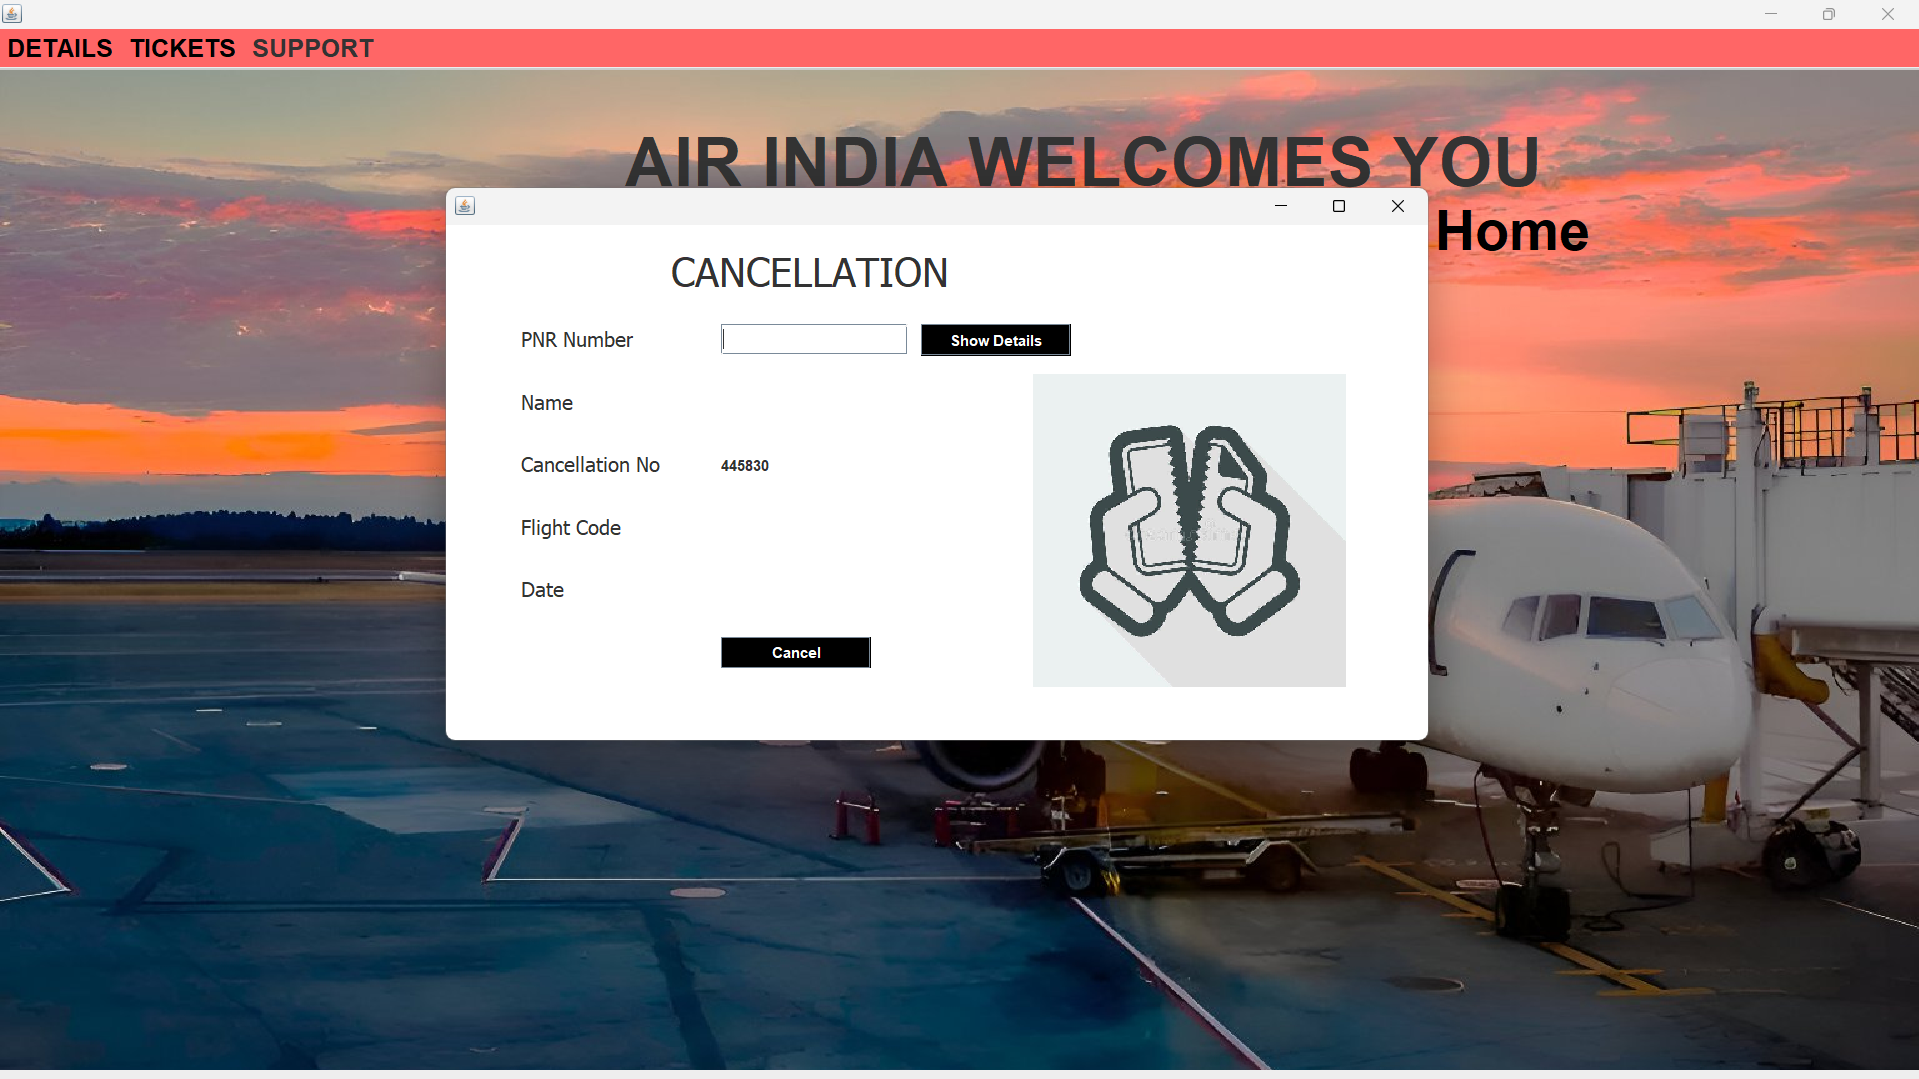 DETAILS TICKETS SUPPORT
AIR INDIA WELCOMES YOU
Home
CANCELLATION
PNR Number
Show Details
Name
Cancellation No 445830
Flight Code
Date
Cancel